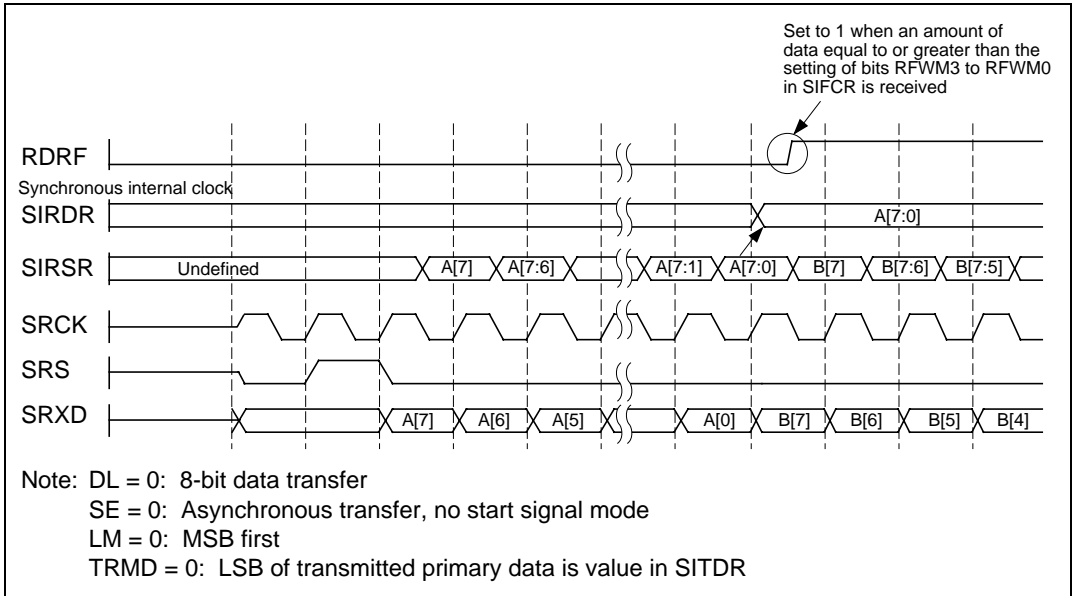 Set to 1 when an amount of
data equal to or greater than the
setting of bits RFWM3 to RFWM0
in SIFCR is received
RDRF
Synchronous internal clock
SIRDR A[7:0]
SIRSR Undefined A[7] A[7:6] A[7:1] A[7:0] B[7] B[7:6] B[7:5]
SRCK
SRS
SRXD A[7] A[6] A[5] A[0] B[7] B[6] B[5] B[4]
Note: DL = 0: 8-bit data transfer
SE = 0: Asynchronous transfer, no start signal mode
LM = 0: MSB first
TRMD = 0: LSB of transmitted primary data is value in SITDR